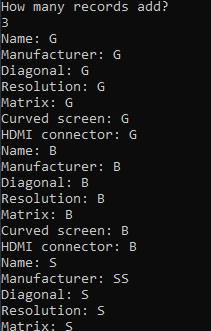 How many records add?
3
Name: G
Manufacturer: G
Diagonal: G
Resolution: G
Matrix: G
Curved screen: G
HDMI connector: G
Name: B
Manufacturer: B
Diagonal: B
Resolution: B
Matrix: B
Curved screen: B
HDMI connector: B
Name: S
Manufacturer: SS
Diagonal: S
Resolution: S
Matrix: S